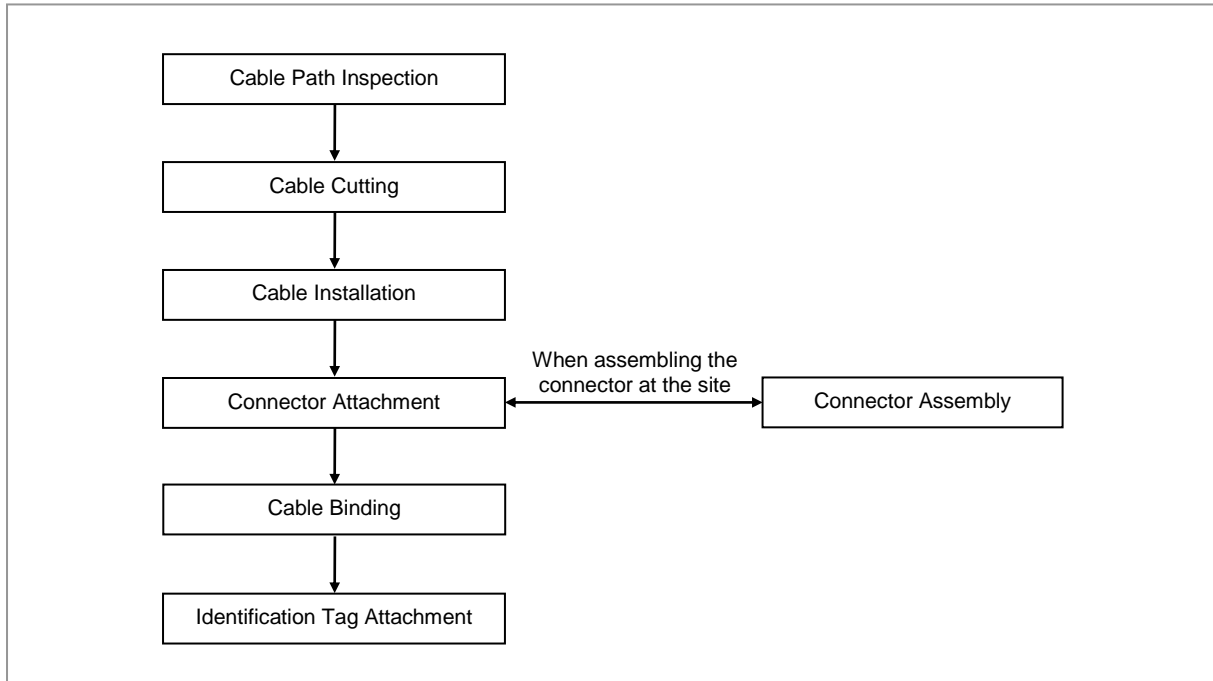 Cable Path Inspection
Cable Cutting
Cable Installation
When assembling the
connector at the site
Connector Attachment
Connector Assembly
Cable Binding
Identification Tag Attachment